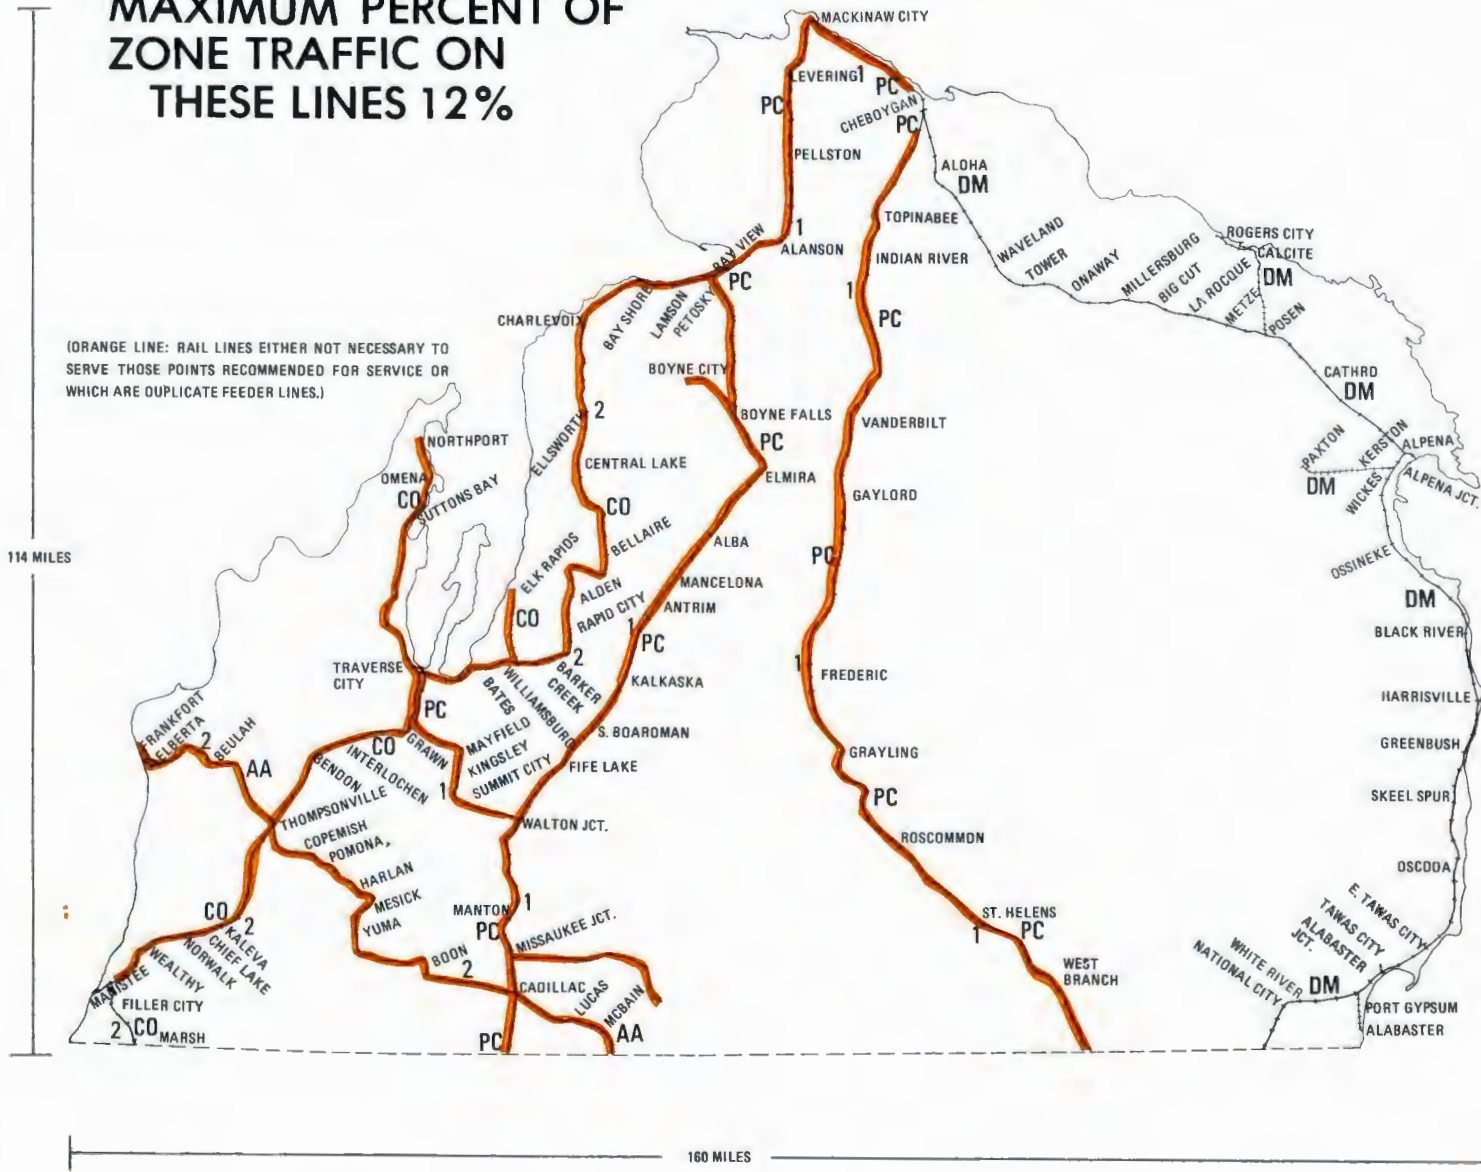 MAXIMUM PERCENT OF
ZONE TRAFFIC ON
THESE LINES 12%
MACKINAW CITY
LEVERING
1
PC
PC
CHEBOYGAN
PC
PELLSTON
ALOHA
DM
TOPINABEE
1
ALANSON
BAY VIEW
PC
INDIAN RIVER
WAVELAND
TOWER
ONAWAY
MILLERSBURG
BIG CUT
LA ROCQUE
METZ
ROGERS CITY
CALCITE
DM
POSEN
1
PC
CHARLEVOIX
BAY SHORE
LAMSON
PETOSKY
(ORANGE LINE: RAIL LINES EITHER NOT NECESSARY TO
SERVE THOSE POINTS RECOMMENDED FOR SERVICE OR
WHICH ARE OUPLICATE FEEDER LINES.)
BOYNE CITY
CATHRO
DM
2
BOYNE FALLS
VANDERBILT
NORTHPORT
ELLSWORTH
PC
PAXTON
KERSTON
ALPENA
CENTRAL LAKE
ELMIRA
OMENA
CO
SUTTONS BAY
DM
WICKES
ALPENA JCT.
GAYLORD
CO
BELLAIRE
ALBA
114 MILES
PC
OSSINEKE
ELK RAPIDS
ALDEN
MANCELONA
DM
RAPID CITY
ANTRIM
CO
1
PC
BLACK RIVER
2
TRAVERSE
CITY
BATES
WILLIAMSBURG
BARKER
CREEK
KALKASKA
1
FREDERIC
HARRISVILLE
PC
FRANKFORT
ELBERTA
2
BEULAH
AA
CO
GRAWN
MAYFIELD
KINGSLEY
SUMMIT CITY
S. BOAROMAN
GREENBUSH
GRAYLING
FIFE LAKE
BENDON
INTERLOCHEN
1
PC
SKEEL SPUR
THOMPSONVILLE
COPEMISH
POMONA
WALTON JCT.
ROSCOMMON
HARLAN
MESICK
YUMA
OSCODA
CO
2
KALEVA
CHIEF LAKE
NORWALK
WEALTHY
MANISTEE
MANTON
1
PC
MISSAUKEE JCT.
ST. HELENS
1
PC
E. TAWAS CITY
TAWAS CITY
ALABASTER
JCT.
WHITE RIVER
NATIONAL CITY
BOON
2
WEST
BRANCH
CADILLAC
LUCAS
MCBAIN
DM
FILLER CITY
2
CO
MARSH
PORT GYPSUM
ALABASTER
PC
AA
160 MILES